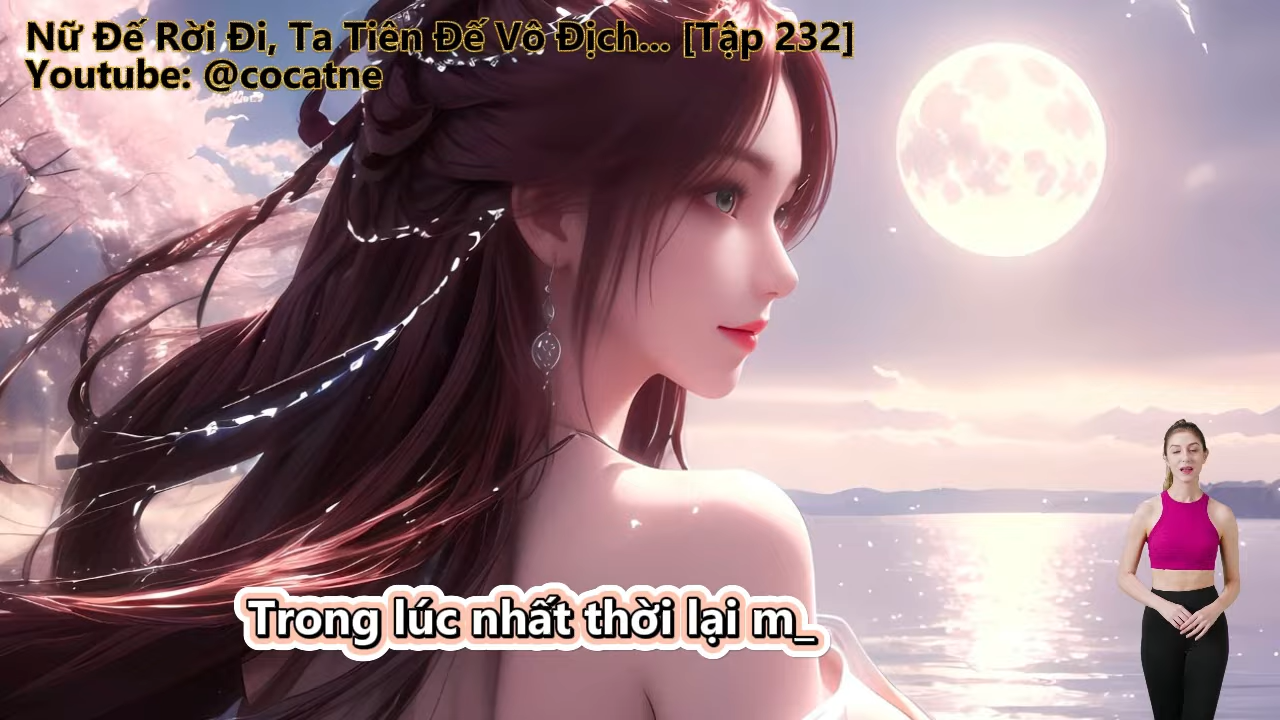 Nữ Đế Rời Đi, Ta Tiên Đế Vô Địch... [Tập 232]
Youtube: @cocatne
Trong lúc nhất thời lại m_